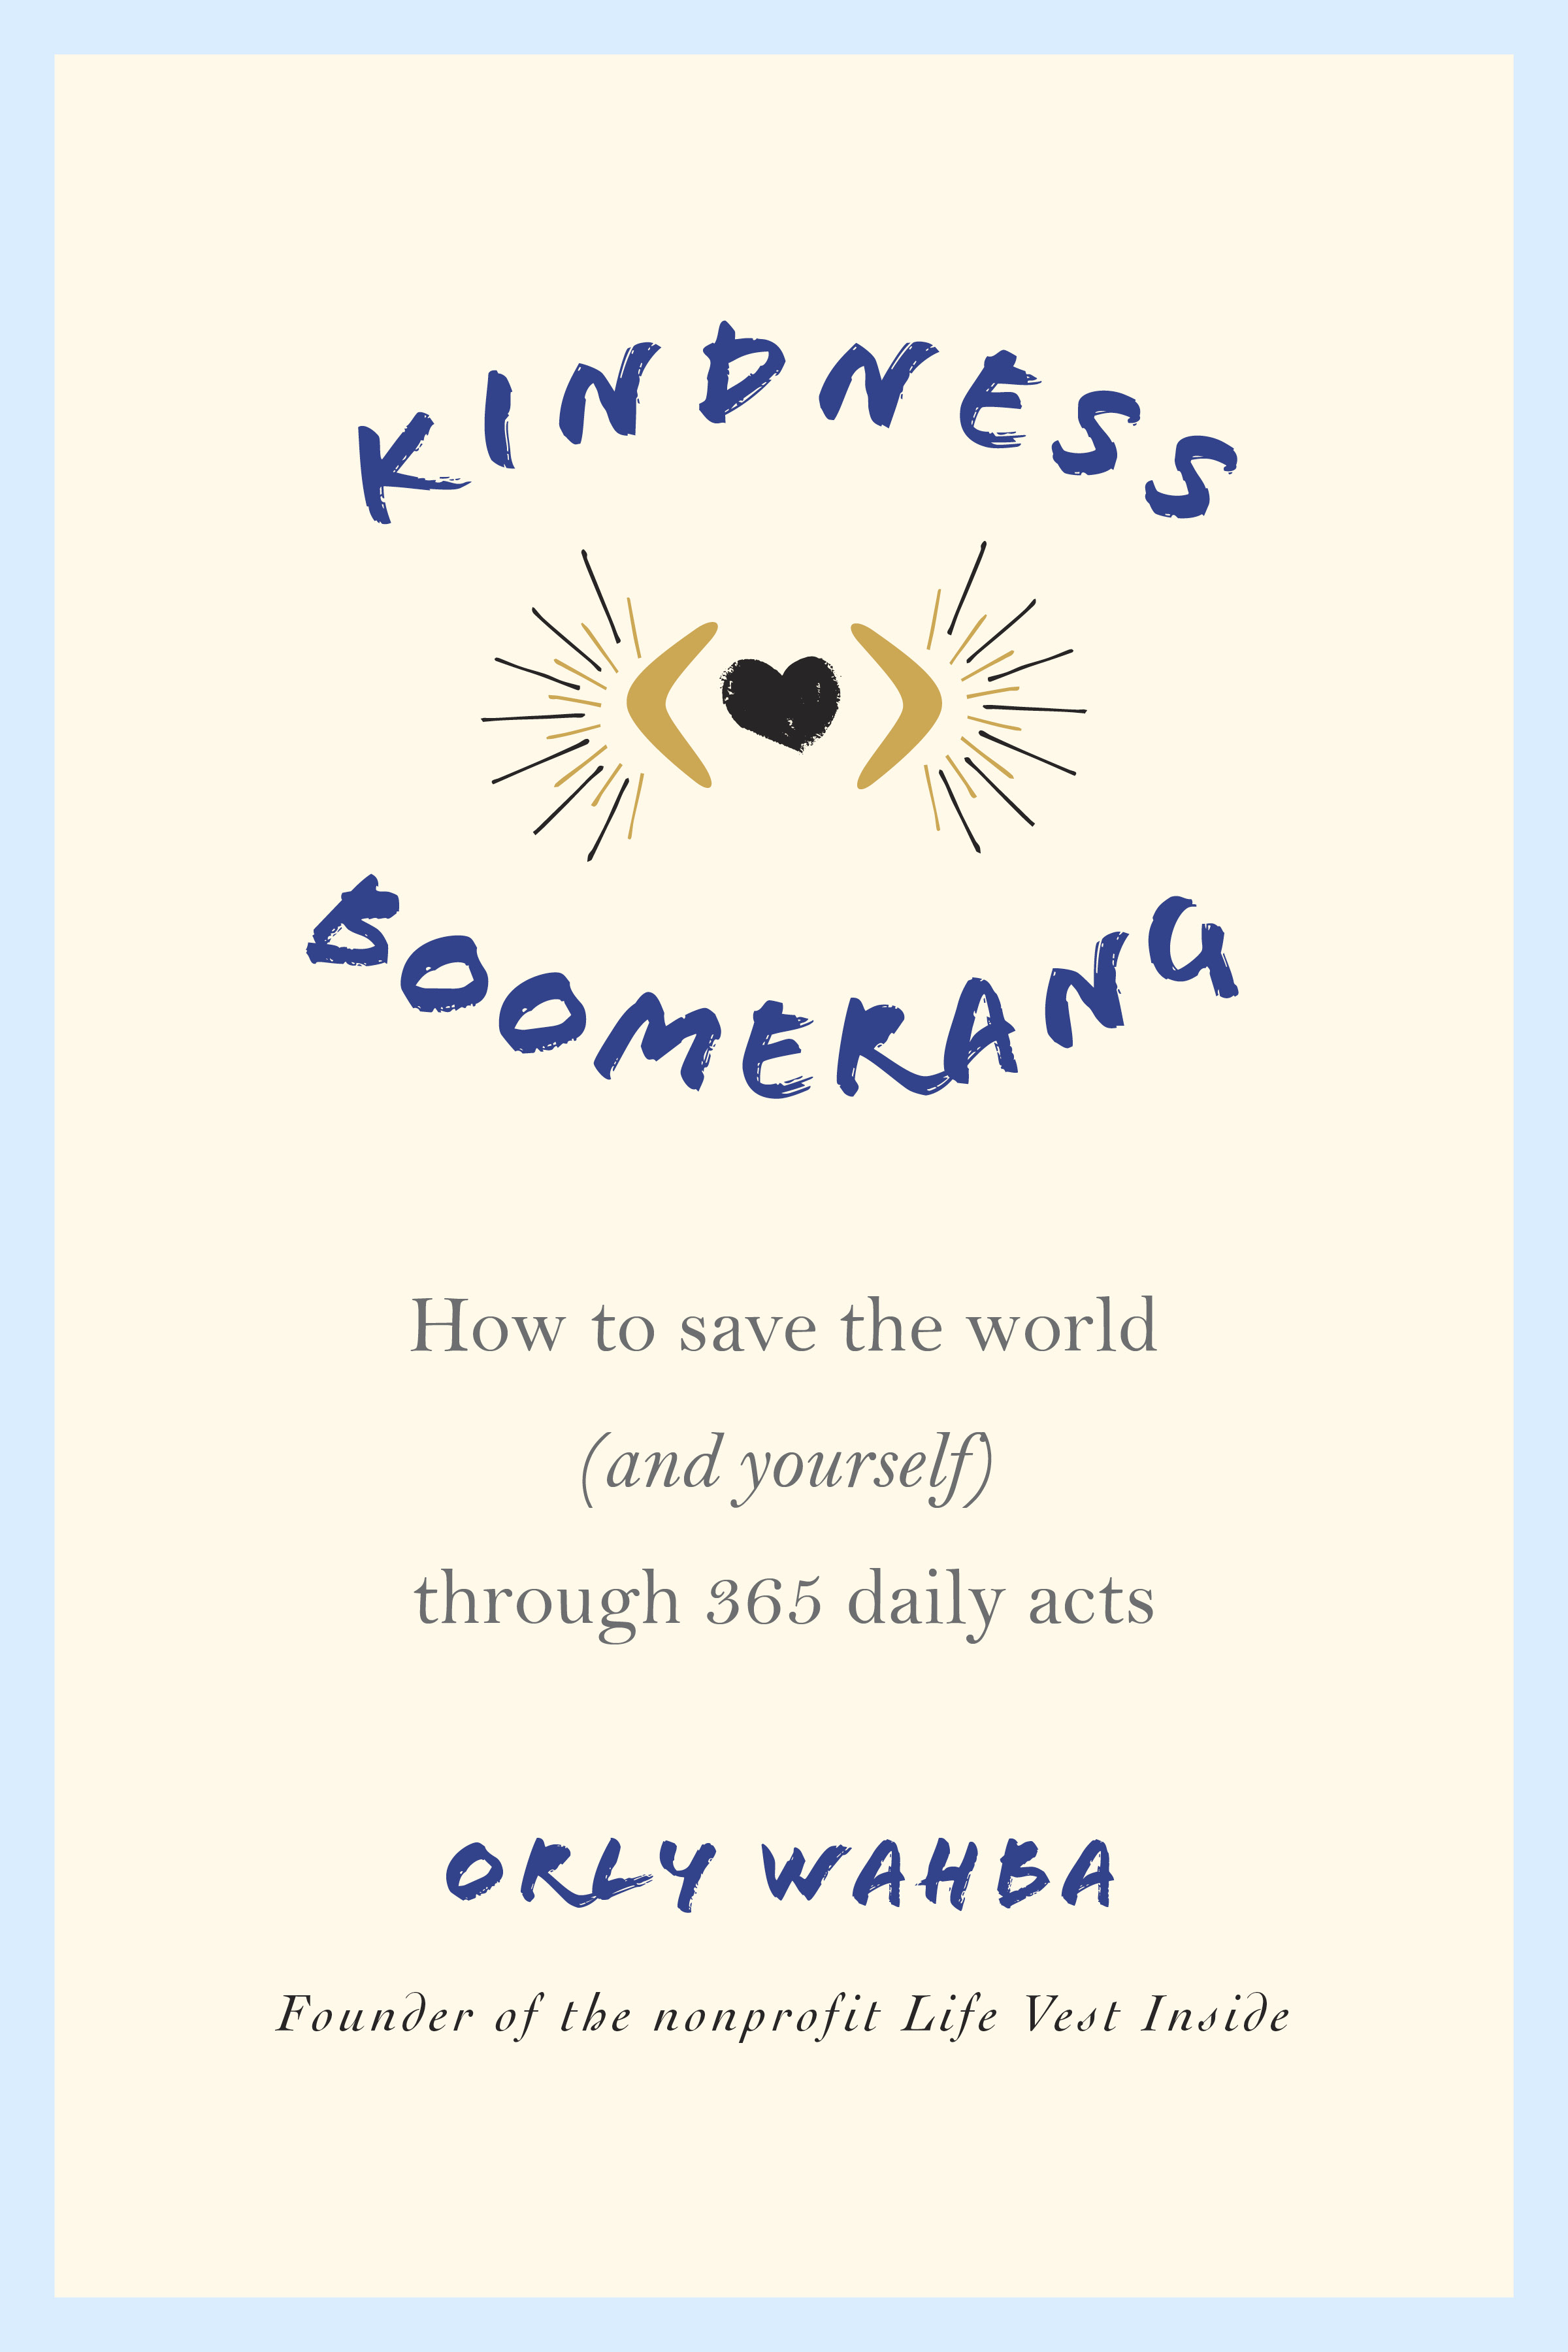 KINDNESS
BOOMERANG
How to save the world
(and yourself)
through 365 daily acts
ORLY WAHBA
Founder of the nonprofit Life Vest Inside